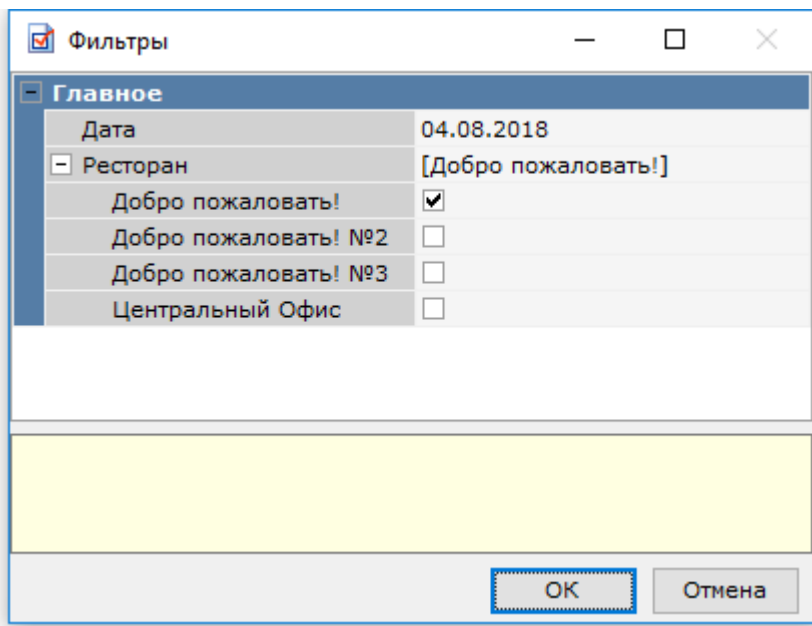 Фильтры
Главное
Дата 04.08.2018
Ресторан [Добро пожаловать!]
Добро пожаловать!
Добро пожаловать! №2
Добро пожаловать! №3
Центральный Офис
ОК Отмена